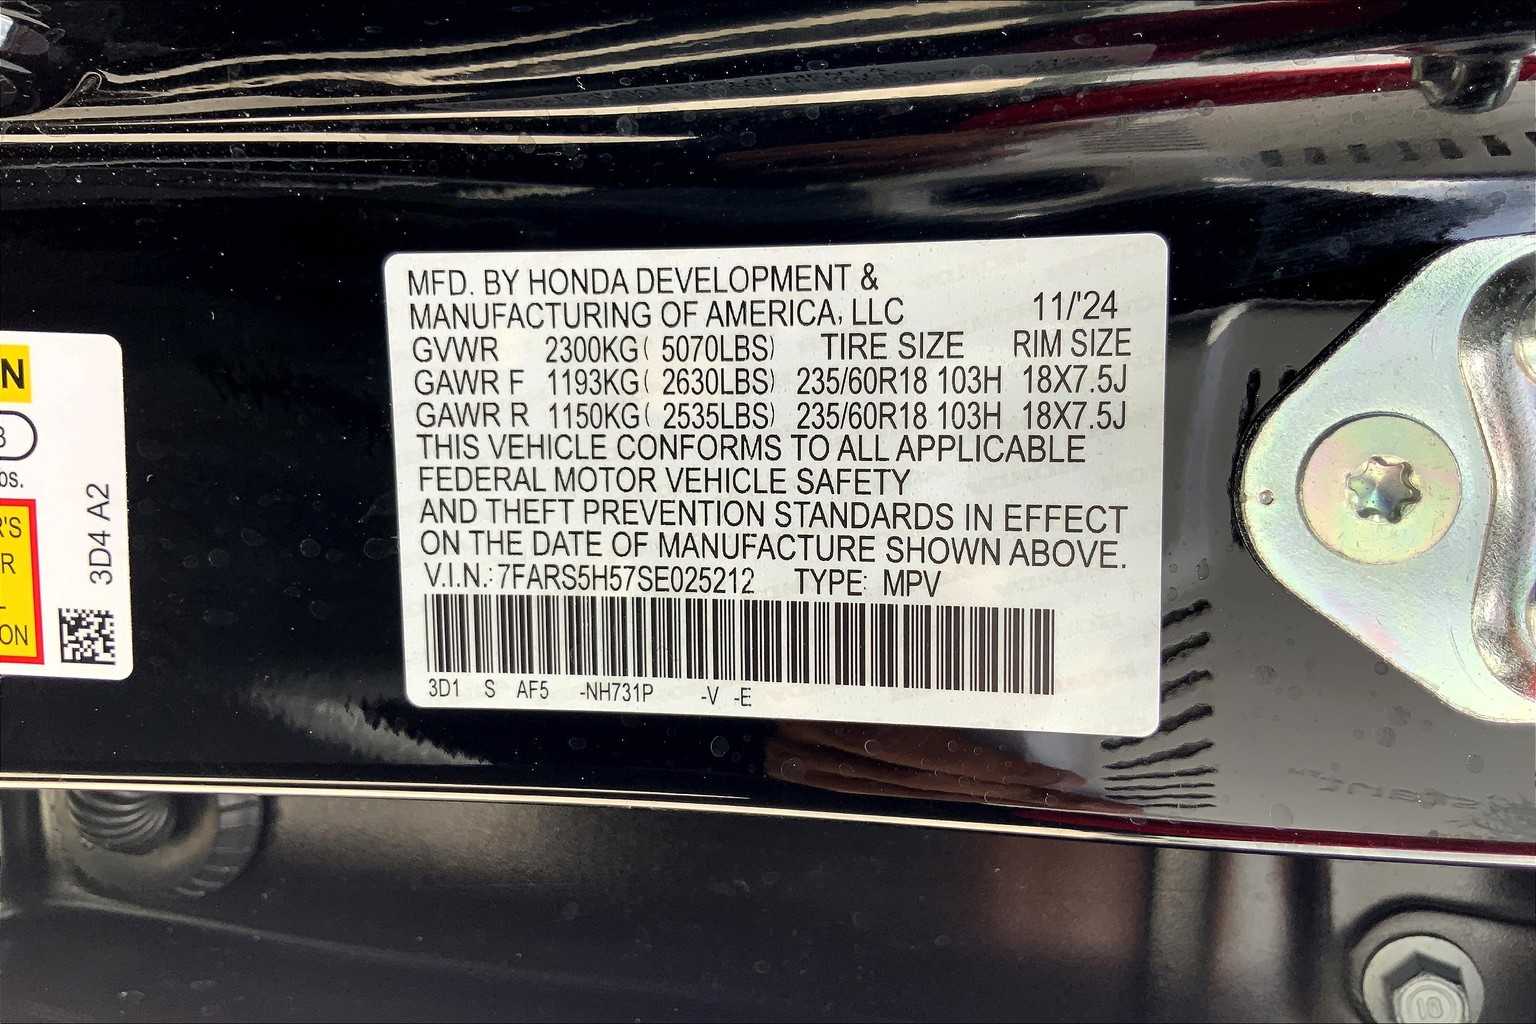 MFD. BY HONDA DEVELOPMENT &
MANUFACTURING OF AMERICA, LLC 11/'24
GVWR 2300KG( 5070LBS) TIRE SIZE RIM SIZE
GAWR F 1193KG( 2630LBS) 235/60R18 103H 18X7.5J
GAWR R 1150KG( 2535LBS) 235/60R18 103H 18X7.5J
THIS VEHICLE CONFORMS TO ALL APPLICABLE
FEDERAL MOTOR VEHICLE SAFETY
AND THEFT PREVENTION STANDARDS IN EFFECT
ON THE DATE OF MANUFACTURE SHOWN ABOVE.
V.I.N.: 7FARS5H57SE025212 TYPE: MPV
3D1 S AF5 -NH731P -V -E
3D4 A2
10